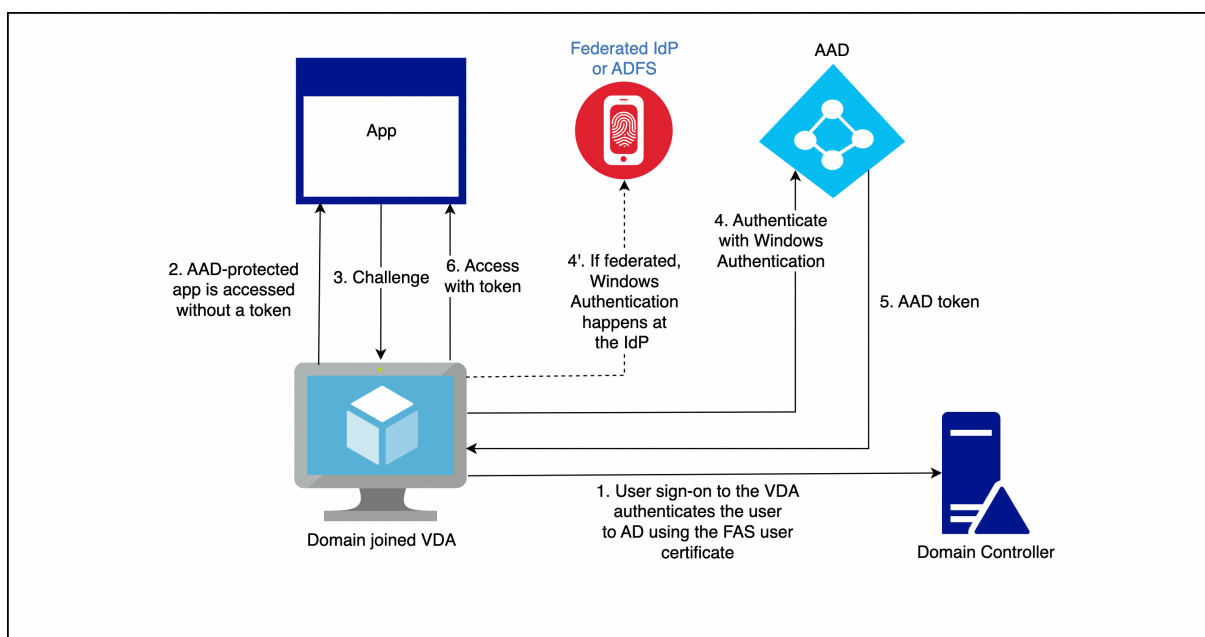 Federated IdP
or ADFS
AAD
App
2. AAD-protected
app is accessed
without a token
3. Challenge
6. Access
with token
4'. If federated,
Windows
Authentication
happens at
the IdP
4. Authenticate
with Windows
Authentication
5. AAD token
1. User sign-on to the VDA
authenticates the user
to AD using the FAS user
certificate
Domain joined VDA
Domain Controller